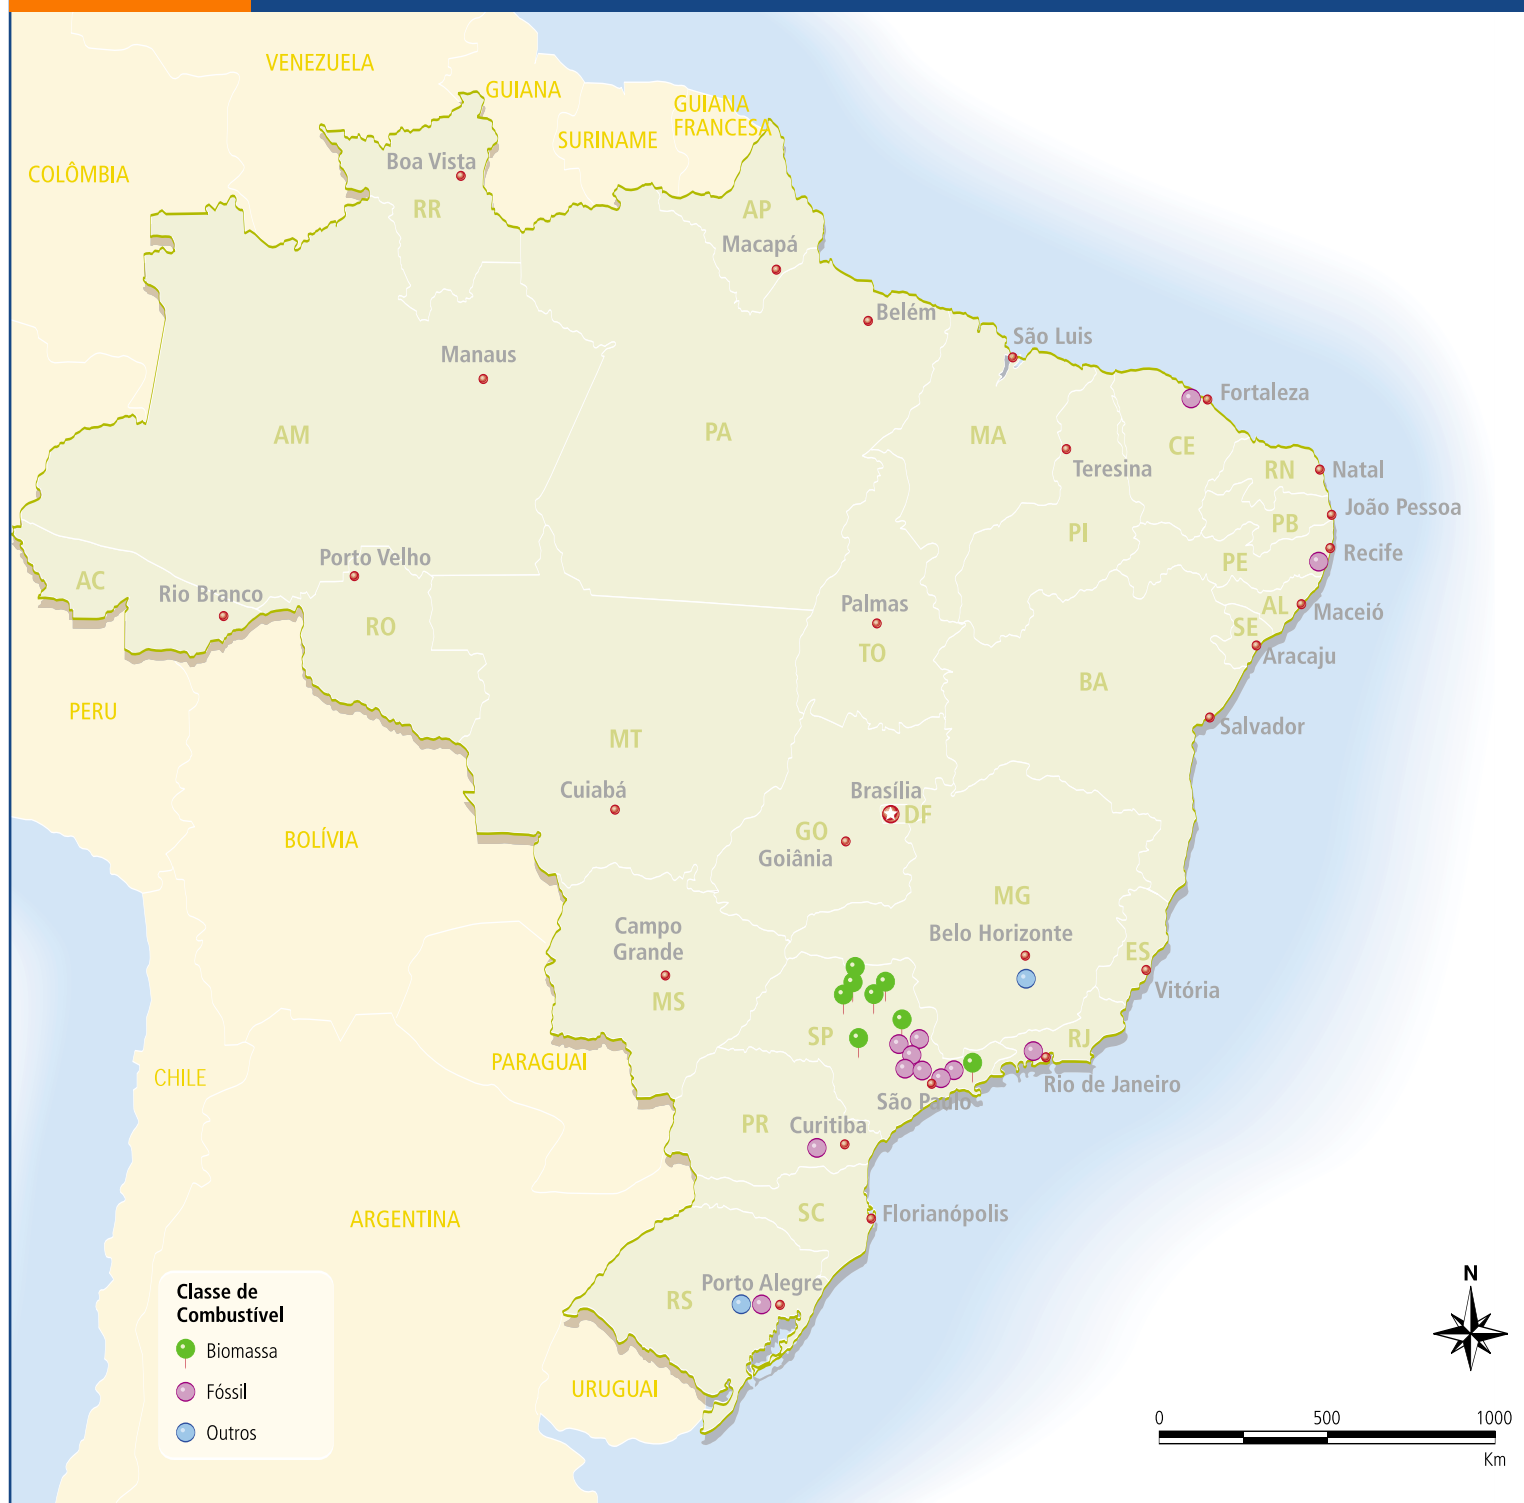 VENEZUELA
GUIANA
GUIANA
FRANCESA
SURINAME
COLÔMBIA
Boa Vista
RR
AP
Macapá
Belém
São Luis
Manaus
Fortaleza
AM
PA
MA
CE
Teresina
RN
Natal
João Pessoa
PB
PI
Recife
PE
Porto Velho
AC
Rio Branco
RO
Palmas
TO
AL
Maceió
SE
Aracaju
BA
PERU
Salvador
MT
Cuiabá
Brasília
DF
GO
Goiânia
BOLÍVIA
MG
Campo
Grande
Belo Horizonte
ES
Vitória
MS
SP
RJ
PARAGUAI
CHILE
Rio de Janeiro
São Paulo
PR
Curitiba
ARGENTINA
SC
Florianópolis
Porto Alegre
RS
URUGUAI
Classe de
Combustível
Biomassa
Fóssil
Outros
N
0 500 1000
Km